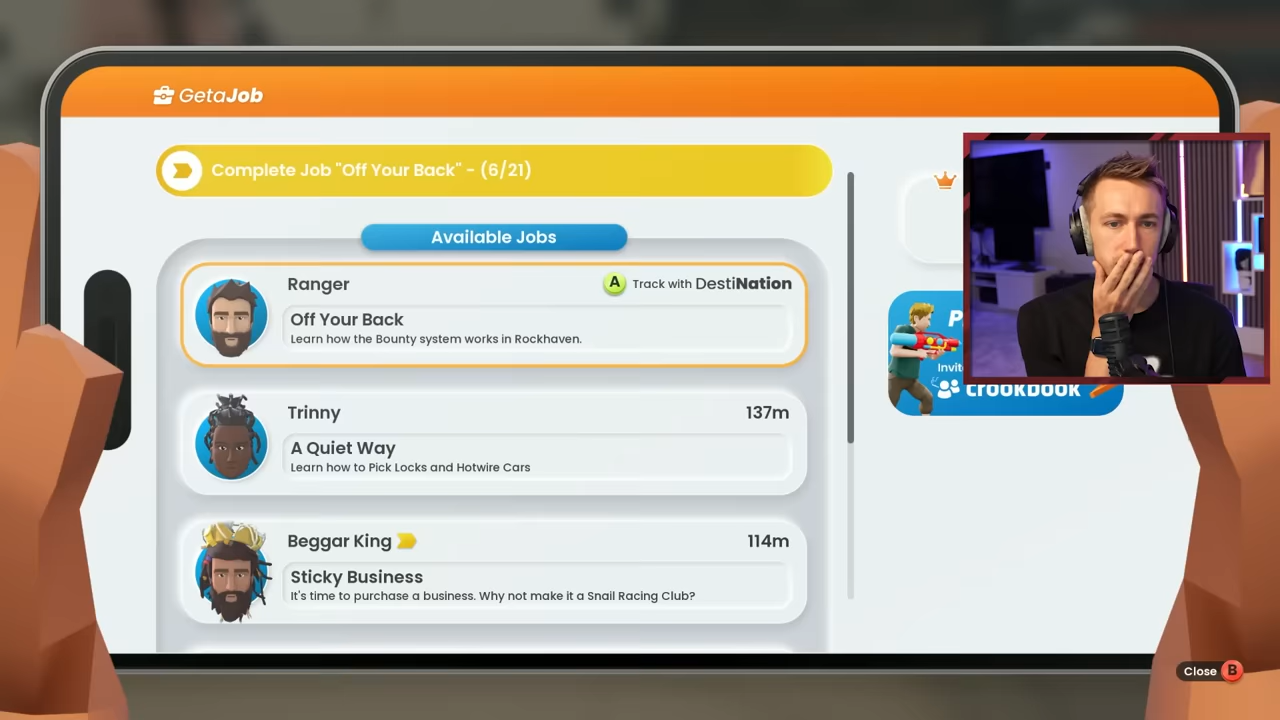 GetaJob
Complete Job "Off Your Back" - (6/21)
Available Jobs
Ranger
A Track with DestiNation
Off Your Back
Learn how the Bounty system works in Rockhaven.
Trinny
137m
A Quiet Way
Learn how to Pick Locks and Hotwire Cars
Beggar King
114m
Sticky Business
It's time to purchase a business. Why not make it a Snail Racing Club?
crookbook
Close B